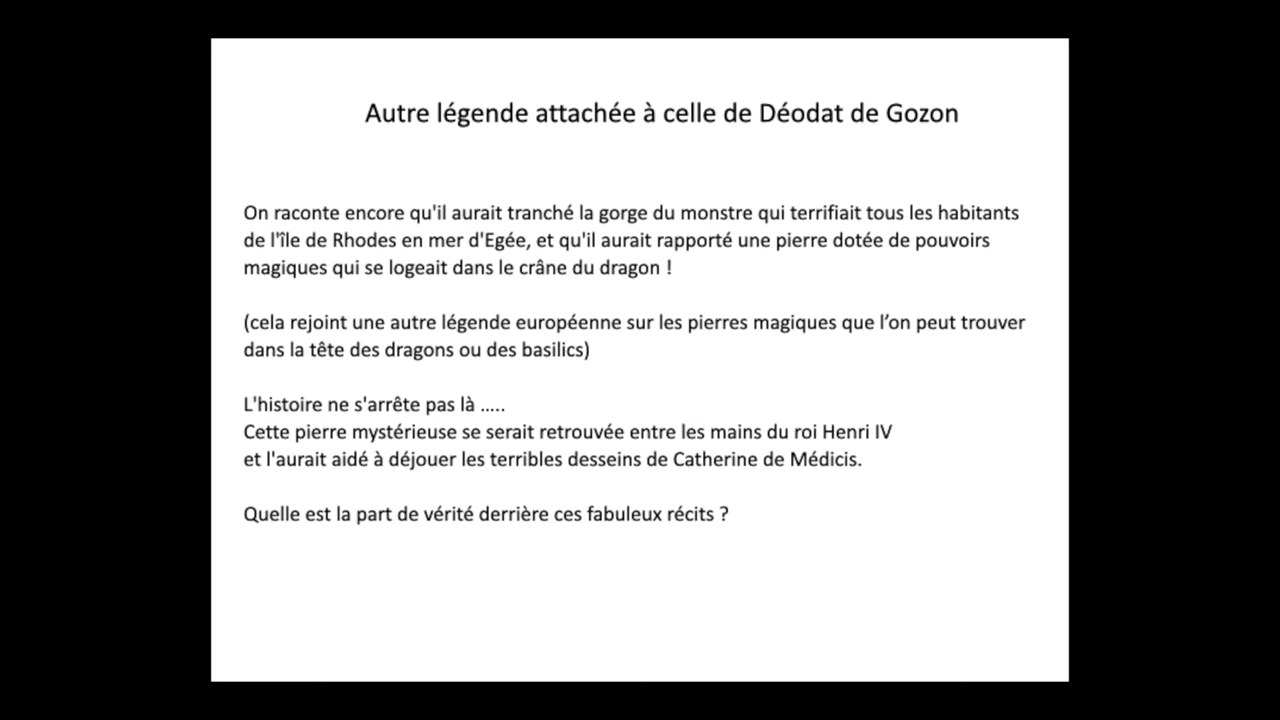 Autre légende attachée à celle de Déodat de Gozon
On raconte encore qu'il aurait tranché la gorge du monstre qui terrifiait tous les habitants
de l'île de Rhodes en mer d'Egée, et qu'il aurait rapporté une pierre dotée de pouvoirs
magiques qui se logeait dans le crâne du dragon !
(cela rejoint une autre légende européenne sur les pierres magiques que l’on peut trouver
dans la tête des dragons ou des basilics)
L'histoire ne s'arrête pas là .....
Cette pierre mystérieuse se serait retrouvée entre les mains du roi Henri IV
et l'aurait aidé à déjouer les terribles desseins de Catherine de Médicis.
Quelle est la part de vérité derrière ces fabuleux récits ?